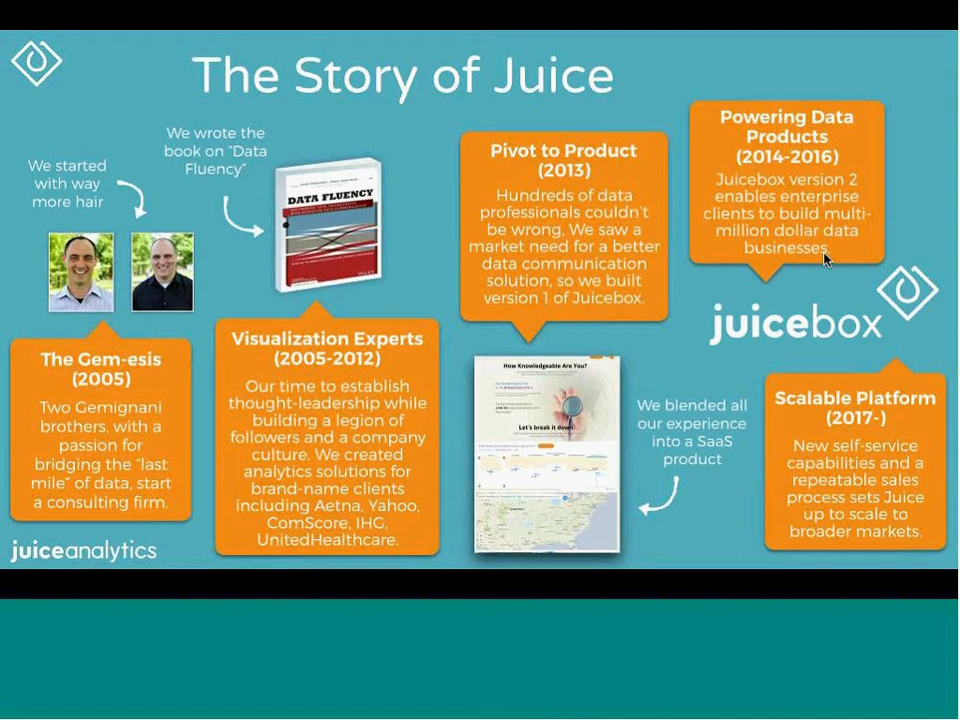 The Story of Juice
We started
with way
more hair
We wrote the
book on "Data
Fluency"
DATA FLUENCY
WILEY
The Gem-esis
(2005)
Two Gemignani
brothers, with a
passion for
bridging the "last
mile" of data, start
a consulting firm.
juiceanalytics
Visualization Experts
(2005-2012)
Our time to establish
thought-leadership while
building a legion of
followers and a company
culture. We created
analytics solutions for
brand-name clients
including Aetna, Yahoo,
ComScore, IHG,
UnitedHealthcare.
Pivot to Product
(2013)
Hundreds of data
professionals couldn't
be wrong. We saw a
market need for a better
data communication
solution, so we built
version 1 of Juicebox.
How Knowledgeable Are You?
Let's break it down
We blended all
our experience
into a SaaS
product
Powering Data
Products
(2014-2016)
Juicebox version 2
enables enterprise
clients to build multi-
million dollar data
businesses.
juicebox
Scalable Platform
(2017-)
New self-service
capabilities and a
repeatable sales
process sets Juice
up to scale to
broader markets.